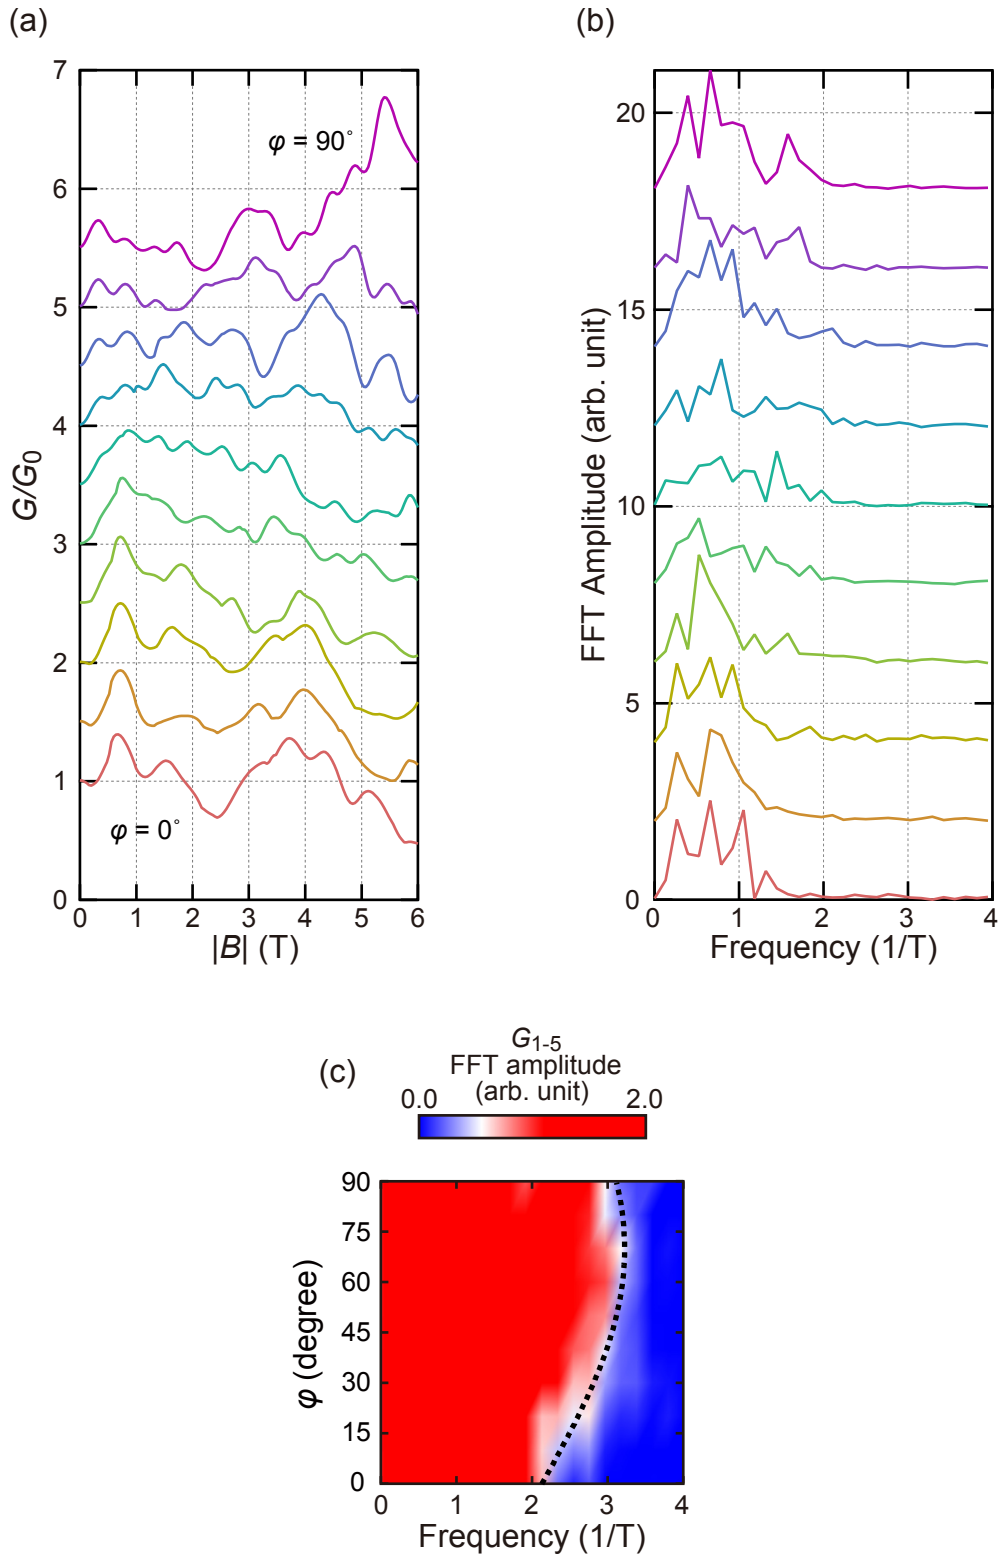 (a)
(b)
7
6
5
4
3
2
1
0
G/G0
φ = 90°
φ = 0°
0 1 2 3 4 5 6
|B| (T)
20
15
10
5
0
FFT Amplitude (arb. unit)
0 1 2 3 4
Frequency (1/T)
(c)
G1-5
FFT amplitude
(arb. unit)
0.0 2.0
90
75
60
45
30
15
0
φ (degree)
0 1 2 3 4
Frequency (1/T)